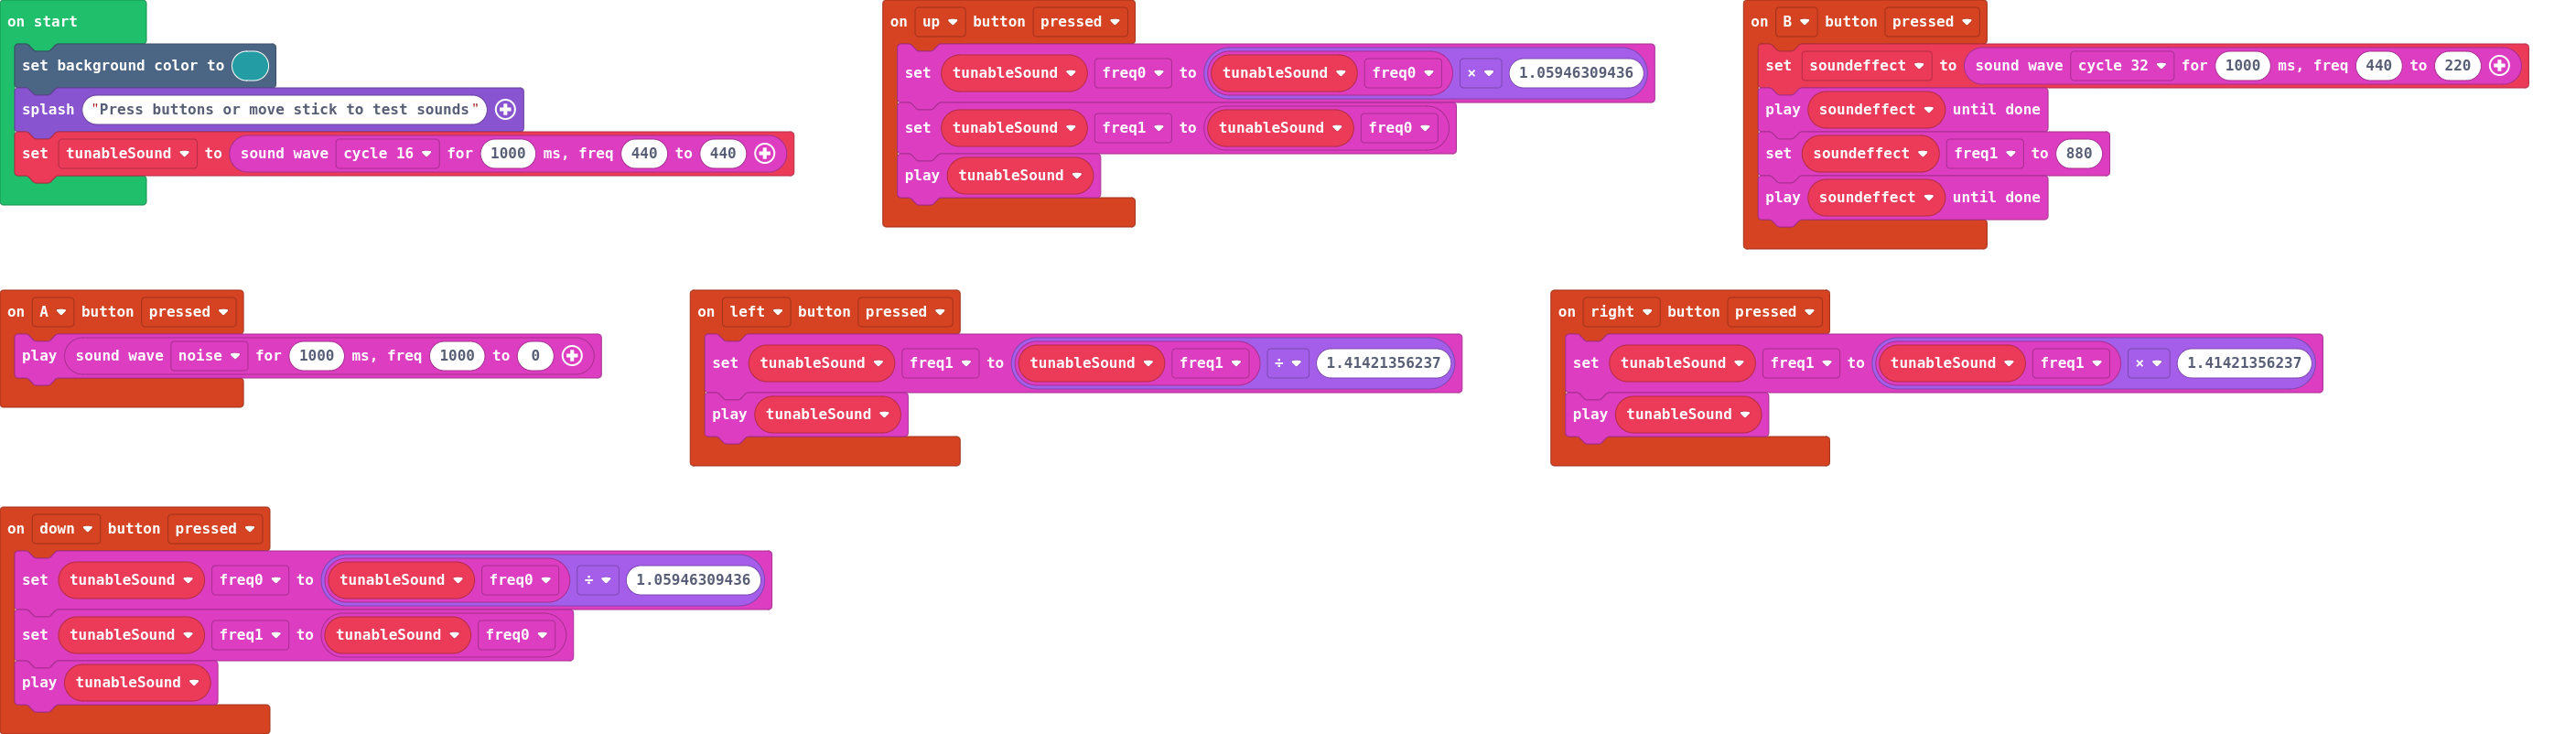 on start
set background color to
splash "Press buttons or move stick to test sounds"
set tunableSound to sound wave cycle 16 for 1000 ms, freq 440 to 440
on up button pressed
set tunableSound freq0 to tunableSound freq0 × 1.05946309436
set tunableSound freq1 to tunableSound freq0
play tunableSound
on B button pressed
set soundeffect to sound wave cycle 32 for 1000 ms, freq 440 to 220
play soundeffect until done
set soundeffect freq1 to 880
play soundeffect until done
on A button pressed
play sound wave noise for 1000 ms, freq 1000 to 0
on left button pressed
set tunableSound freq1 to tunableSound freq1 ÷ 1.41421356237
play tunableSound
on right button pressed
set tunableSound freq1 to tunableSound freq1 × 1.41421356237
play tunableSound
on down button pressed
set tunableSound freq0 to tunableSound freq0 ÷ 1.05946309436
set tunableSound freq1 to tunableSound freq0
play tunableSound